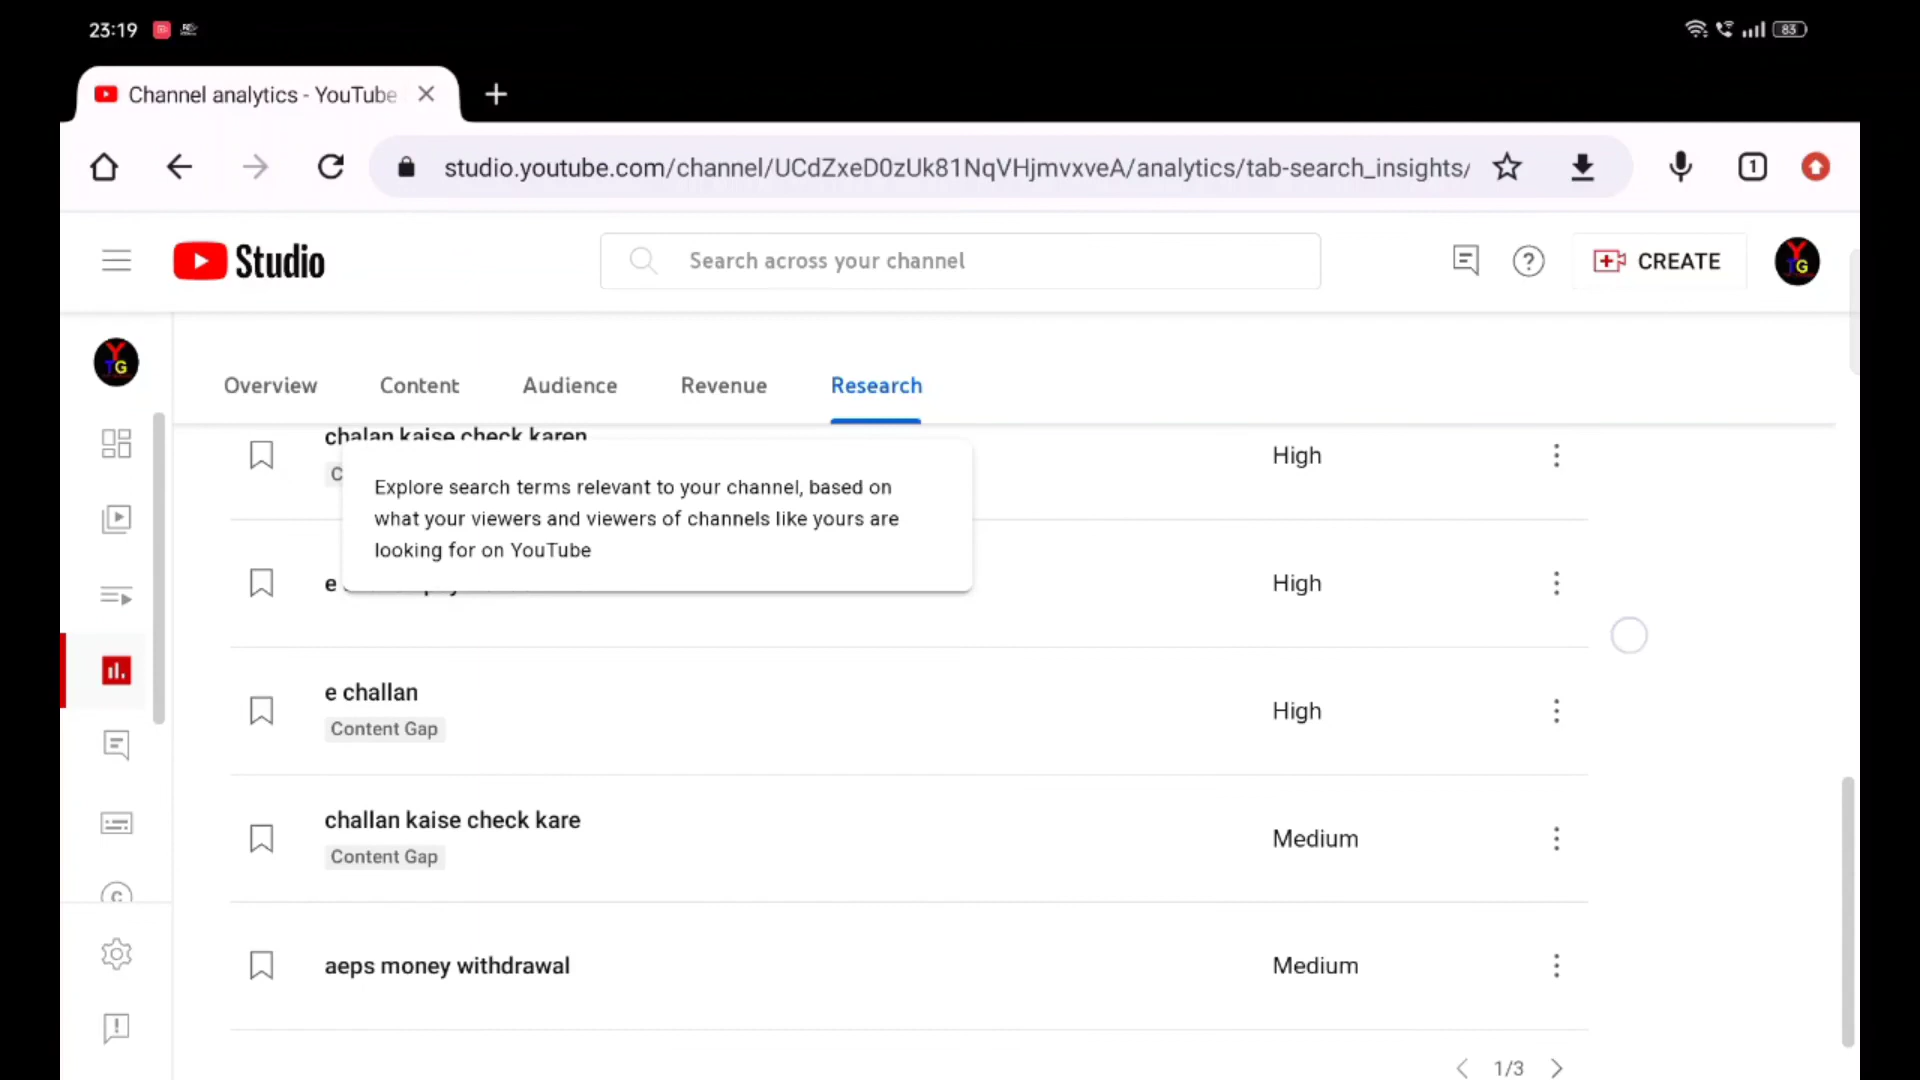 23:19
83
Channel analytics - YouTube
studio.youtube.com/channel/UCdZxeD0zUk81NqVHjmvxveA/analytics/tab-search_insights/
1
Studio
Search across your channel
CREATE
Overview
Content
Audience
Revenue
Research
chalan kaise check karen
High
Explore search terms relevant to your channel, based on
what your viewers and viewers of channels like yours are
looking for on YouTube
e
High
e challan
Content Gap
High
challan kaise check kare
Content Gap
Medium
aeps money withdrawal
Medium
1/3